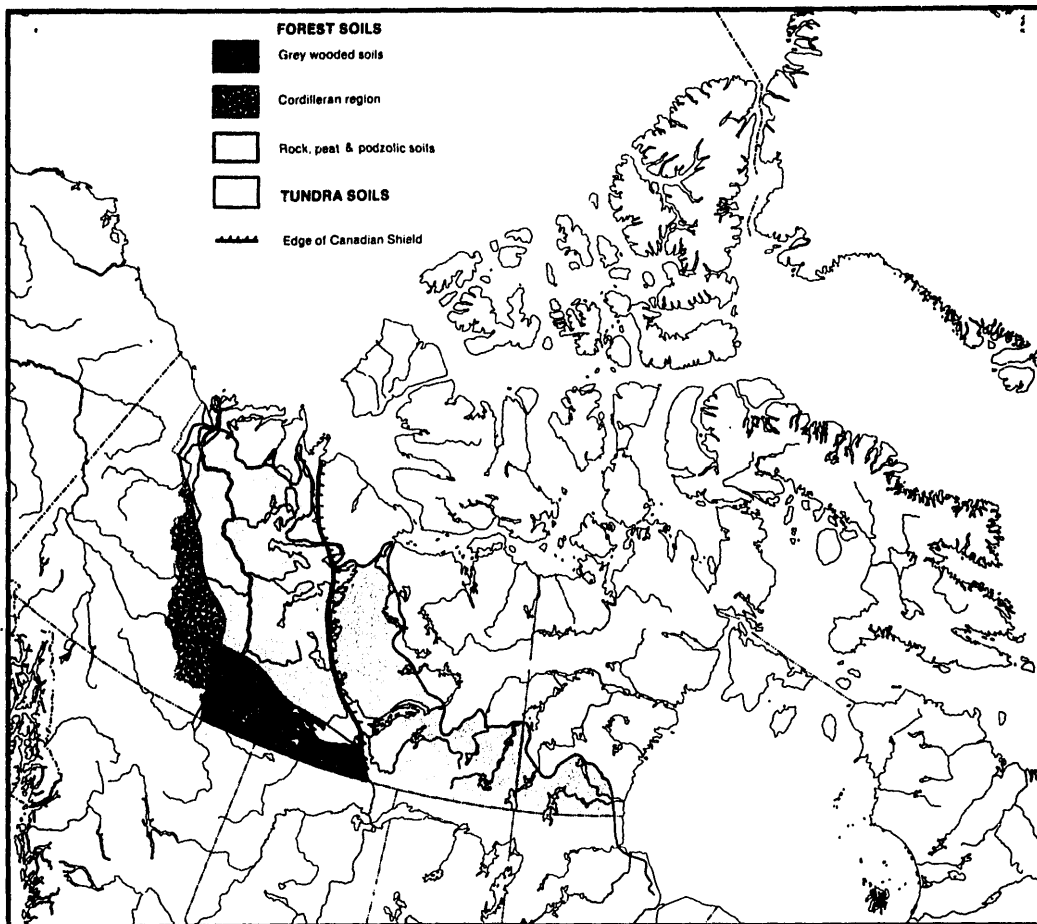 FOREST SOILS
Grey wooded soils
Cordilleran region
Rock, peat & podzolic soils
TUNDRA SOILS
Edge of Canadian Shield